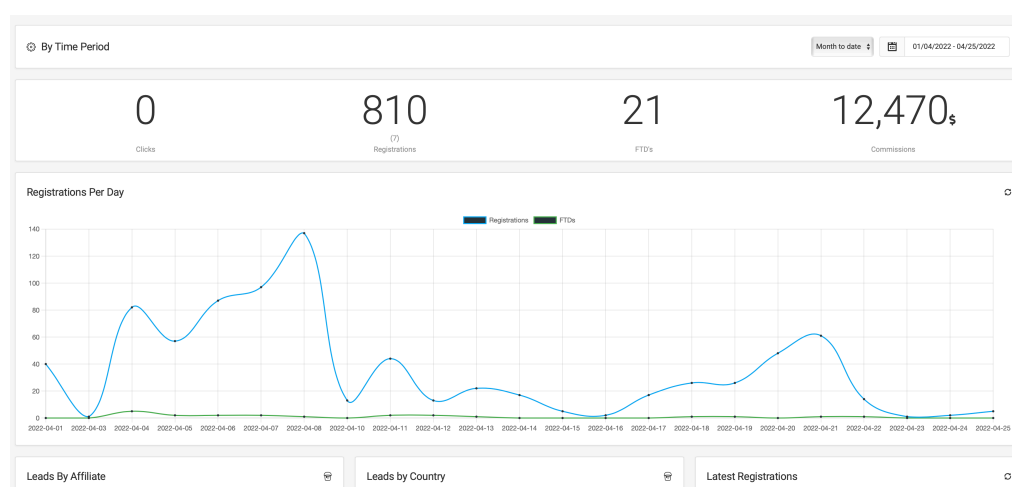 By Time Period
Month to date
01/04/2022 - 04/25/2022
0
810
21
12,470$
(7)
Clicks
Registrations
FTD's
Commissions
Registrations Per Day
Registrations
FTDs
140
120
100
80
60
40
20
0
2022-04-01 2022-04-03 2022-04-04 2022-04-05 2022-04-06 2022-04-07 2022-04-08 2022-04-10 2022-04-11 2022-04-12 2022-04-13 2022-04-14 2022-04-15 2022-04-16 2022-04-17 2022-04-18 2022-04-19 2022-04-20 2022-04-21 2022-04-22 2022-04-23 2022-04-24 2022-04-25
Leads By Affiliate
Leads by Country
Latest Registrations